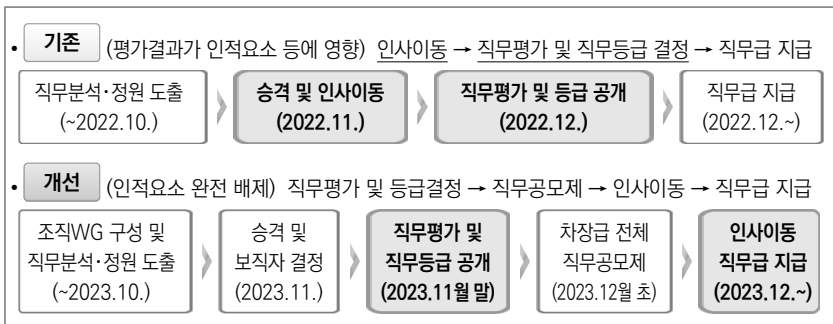 • 기존 (평가결과가 인적요소 등에 영향) 인사이동 → 직무평가 및 직무등급 결정 → 직무급 지급
직무분석·정원 도출
(~2022.10.)
승격 및 인사이동
(2022.11.)
직무평가 및 등급 공개
(2022.12.)
직무급 지급
(2022.12.~)
• 개선 (인적요소 완전 배제) 직무평가 및 등급결정 → 직무공모제 → 인사이동 → 직무급 지급
조직WG 구성 및
직무분석·정원 도출
(~2023.10.)
승격 및
보직자 결정
(2023.11.)
직무평가 및
직무등급 공개
(2023.11월 말)
차장급 전체
직무공모제
(2023.12월 초)
인사이동
직무급 지급
(2023.12.~)